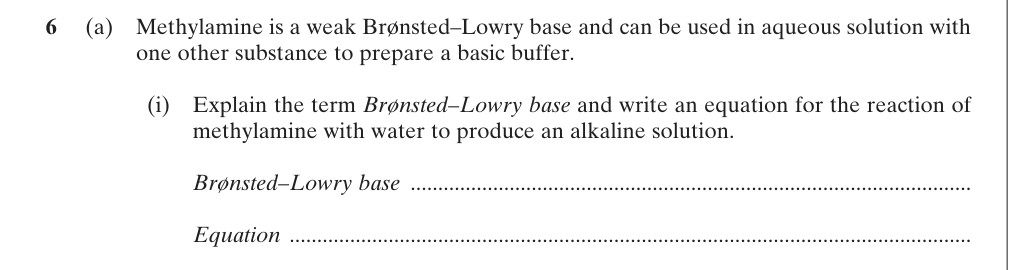 6 (a) Methylamine is a weak Brønsted–Lowry base and can be used in aqueous solution with
one other substance to prepare a basic buffer.
(i) Explain the term Brønsted–Lowry base and write an equation for the reaction of
methylamine with water to produce an alkaline solution.
Brønsted–Lowry base ....................................................................................................
Equation ....................................................................................................